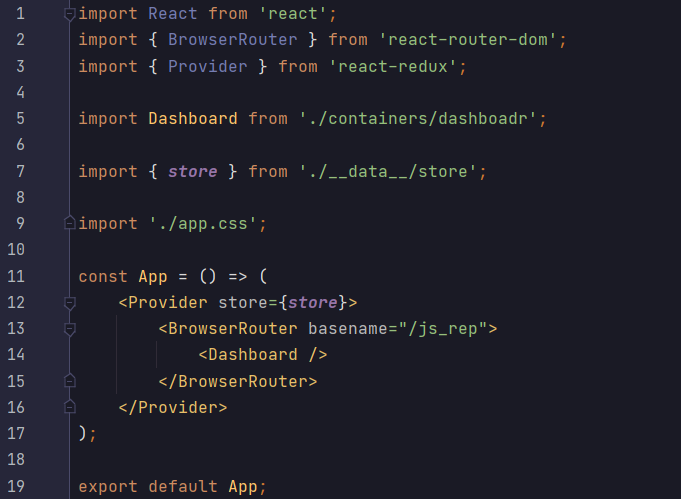 1 import React from 'react';
2 import { BrowserRouter } from 'react-router-dom';
3 import { Provider } from 'react-redux';
4
5 import Dashboard from './containers/dashboadr';
6
7 import { store } from './__data__/store';
8
9 import './app.css';
10
11 const App = () => (
12     <Provider store={store}>
13         <BrowserRouter basename="/js_rep">
14             <Dashboard />
15         </BrowserRouter>
16     </Provider>
17 );
18
19 export default App;